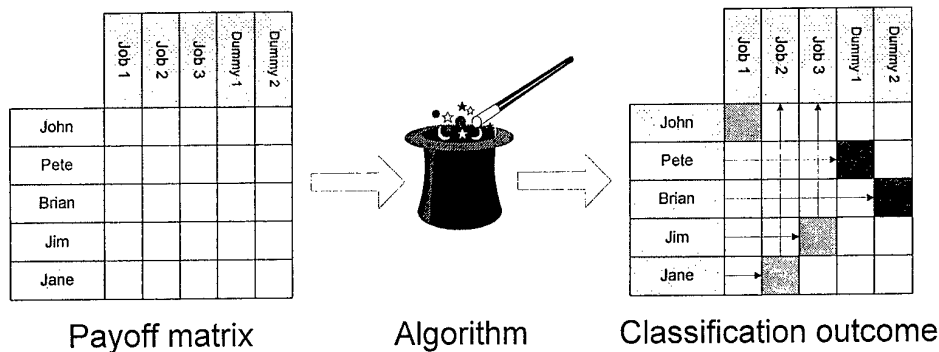 Job 1
Job 2
Job 3
Dummy 1
Dummy 2
John
Pete
Brian
Jim
Jane
Job 1
Job 2
Job 3
Dummy 1
Dummy 2
John
Pete
Brian
Jim
Jane
Payoff matrix
Algorithm
Classification outcome